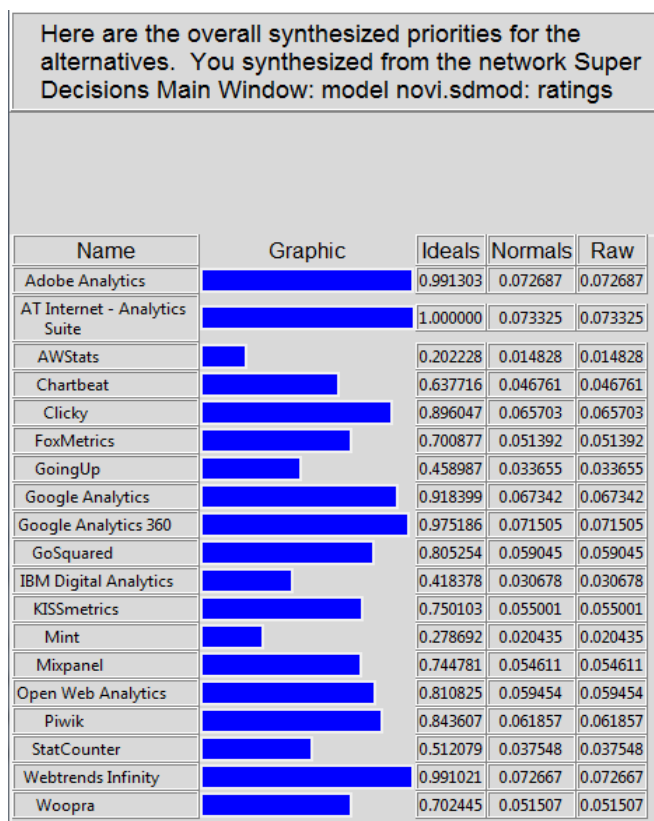 Here are the overall synthesized priorities for the
alternatives.  You synthesized from the network Super
Decisions Main Window: model novi.sdmod: ratings
Name Graphic Ideals Normals Raw
Adobe Analytics 0.991303 0.072687 0.072687
AT Internet - Analytics
Suite 1.000000 0.073325 0.073325
AWStats 0.202228 0.014828 0.014828
Chartbeat 0.637716 0.046761 0.046761
Clicky 0.896047 0.065703 0.065703
FoxMetrics 0.700877 0.051392 0.051392
GoingUp 0.458987 0.033655 0.033655
Google Analytics 0.918399 0.067342 0.067342
Google Analytics 360 0.975186 0.071505 0.071505
GoSquared 0.805254 0.059045 0.059045
IBM Digital Analytics 0.418378 0.030678 0.030678
KISSmetrics 0.750103 0.055001 0.055001
Mint 0.278692 0.020435 0.020435
Mixpanel 0.744781 0.054611 0.054611
Open Web Analytics 0.810825 0.059454 0.059454
Piwik 0.843607 0.061857 0.061857
StatCounter 0.512079 0.037548 0.037548
Webtrends Infinity 0.991021 0.072667 0.072667
Woopra 0.702445 0.051507 0.051507